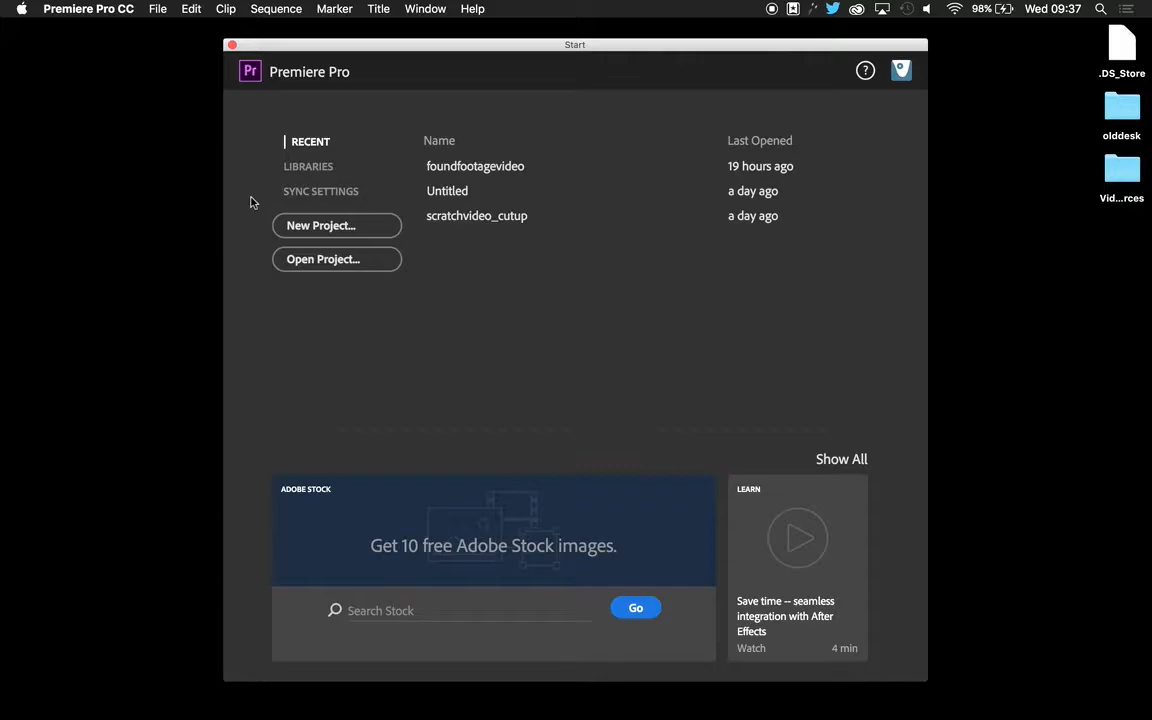 Premiere Pro CC File Edit Clip Sequence Marker Title Window Help 98% Wed 09:37
Start
Pr Premiere Pro ?
.DS_Store
olddesk
Vid...rces
RECENT Name Last Opened
LIBRARIES foundfootagevideo 19 hours ago
SYNC SETTINGS Untitled a day ago
New Project... scratchvideo_cutup a day ago
Open Project...
Show All
ADOBE STOCK
Get 10 free Adobe Stock images.
Search Stock Go
LEARN
Save time -- seamless
integration with After
Effects
Watch 4 min